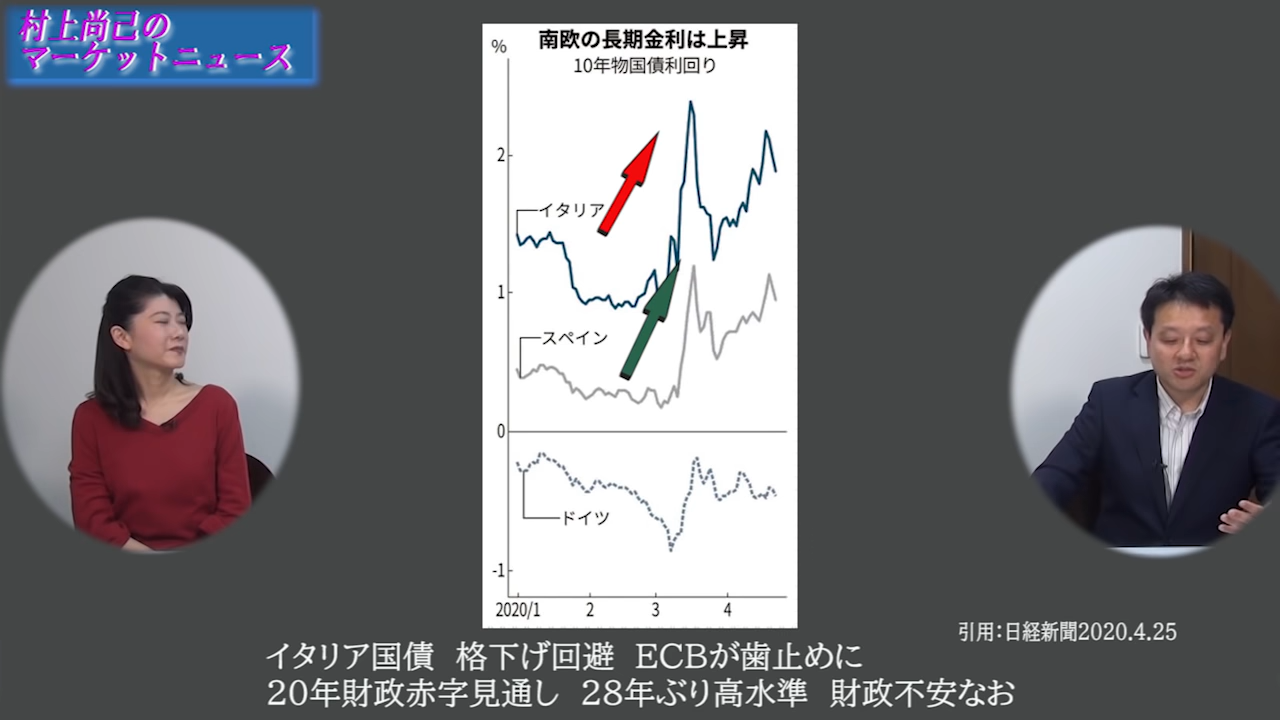 村上尚己の
マーケットニュース
南欧の長期金利は上昇
10年物国債利回り
%
2
イタリア
1
スペイン
0
ドイツ
-1
2020/1 2 3 4
引用:日経新聞2020.4.25
イタリア国債 格下げ回避 ECBが歯止めに
20年財政赤字見通し 28年ぶり高水準 財政不安なお